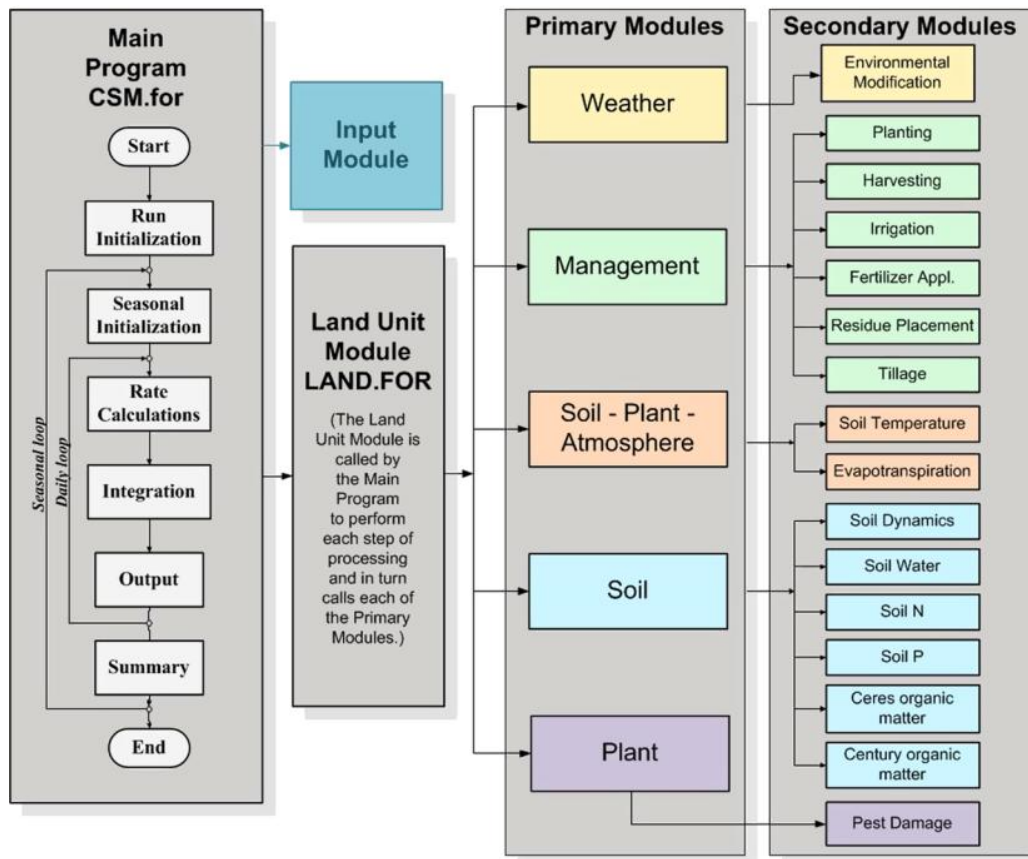 Main
Program
CSM.for
Start
Run
Initialization
Seasonal
Initialization
Rate
Calculations
Integration
Output
Summary
End
Seasonal loop
Daily loop
Input
Module
Land Unit
Module
LAND.FOR
(The Land
Unit Module is
called by
the Main
Program
to perform
each step of
processing
and in turn
calls each of
the Primary
Modules.)
Primary Modules
Weather
Management
Soil - Plant -
Atmosphere
Soil
Plant
Secondary Modules
Environmental
Modification
Planting
Harvesting
Irrigation
Fertilizer Appl.
Residue Placement
Tillage
Soil Temperature
Evapotranspiration
Soil Dynamics
Soil Water
Soil N
Soil P
Ceres organic
matter
Century organic
matter
Pest Damage